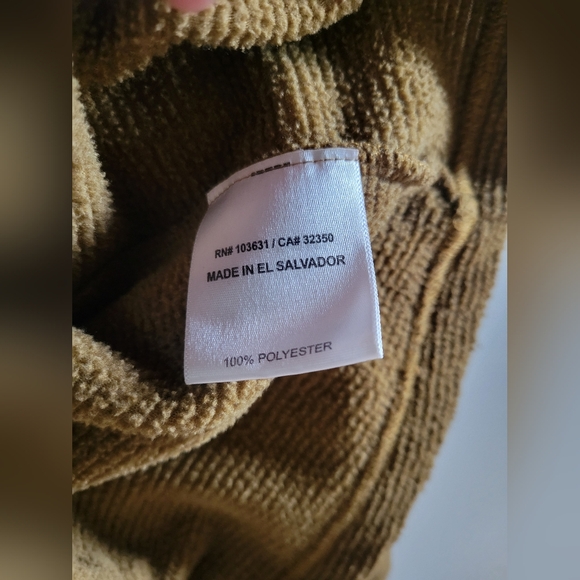 RN# 103631 / CA# 32350
MADE IN EL SALVADOR
100% POLYESTER